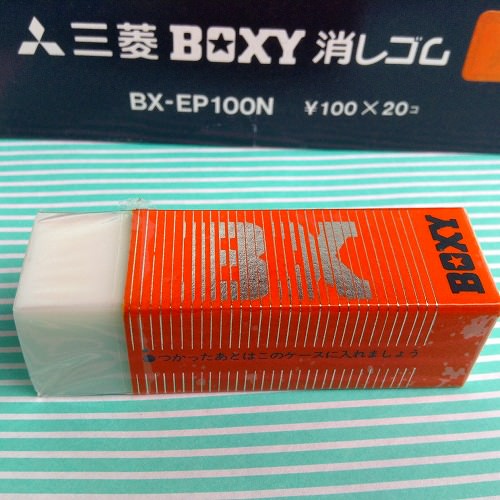 三菱 BOXY 消しゴム
BX-EP100N ¥100×20コ
BX
BOXY
●つかったあとはこのケースに入れましょう